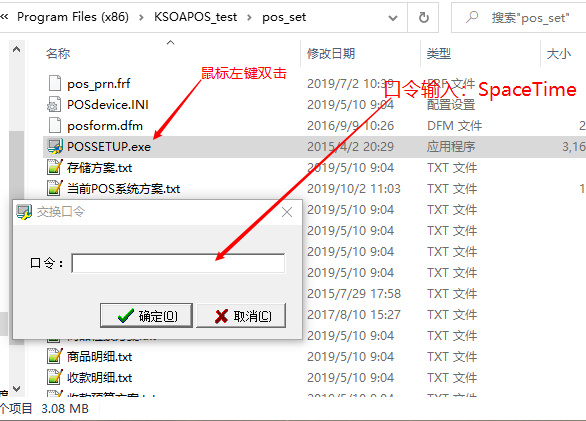 « Program Files (x86) › KSOAPOS_test › pos_set
搜索"pos_set"
名称 修改日期 类型 大小
鼠标左键双击
口令输入：SpaceTime
pos_prn.frf 2019/7/2 10:39 FRF 文件
POSdevice.INI 2019/5/10 9:04 配置设置
posform.dfm 2016/9/9 10:26 DFM 文件 2
POSSETUP.exe 2015/4/2 20:29 应用程序 3,16
存储方案.txt 2019/5/10 9:04 TXT 文件
当前POS系统方案.txt 2019/10/2 11:03 TXT 文件 1
交换口令
2019/5/10 9:04 TXT 文件
2019/5/10 9:04 TXT 文件
口令：
2019/5/10 9:04 TXT 文件
2019/5/10 9:04 TXT 文件
2015/7/29 17:58 TXT 文件
确定(O) 取消(C)
2017/8/10 15:27 TXT 文件
2019/5/10 9:04 TXT 文件
商品明细.txt 2019/5/10 9:04 TXT 文件
收款明细.txt 2019/5/10 9:04 TXT 文件
2019/5/10 9:04 TXT 文件
个项目 3.08 MB